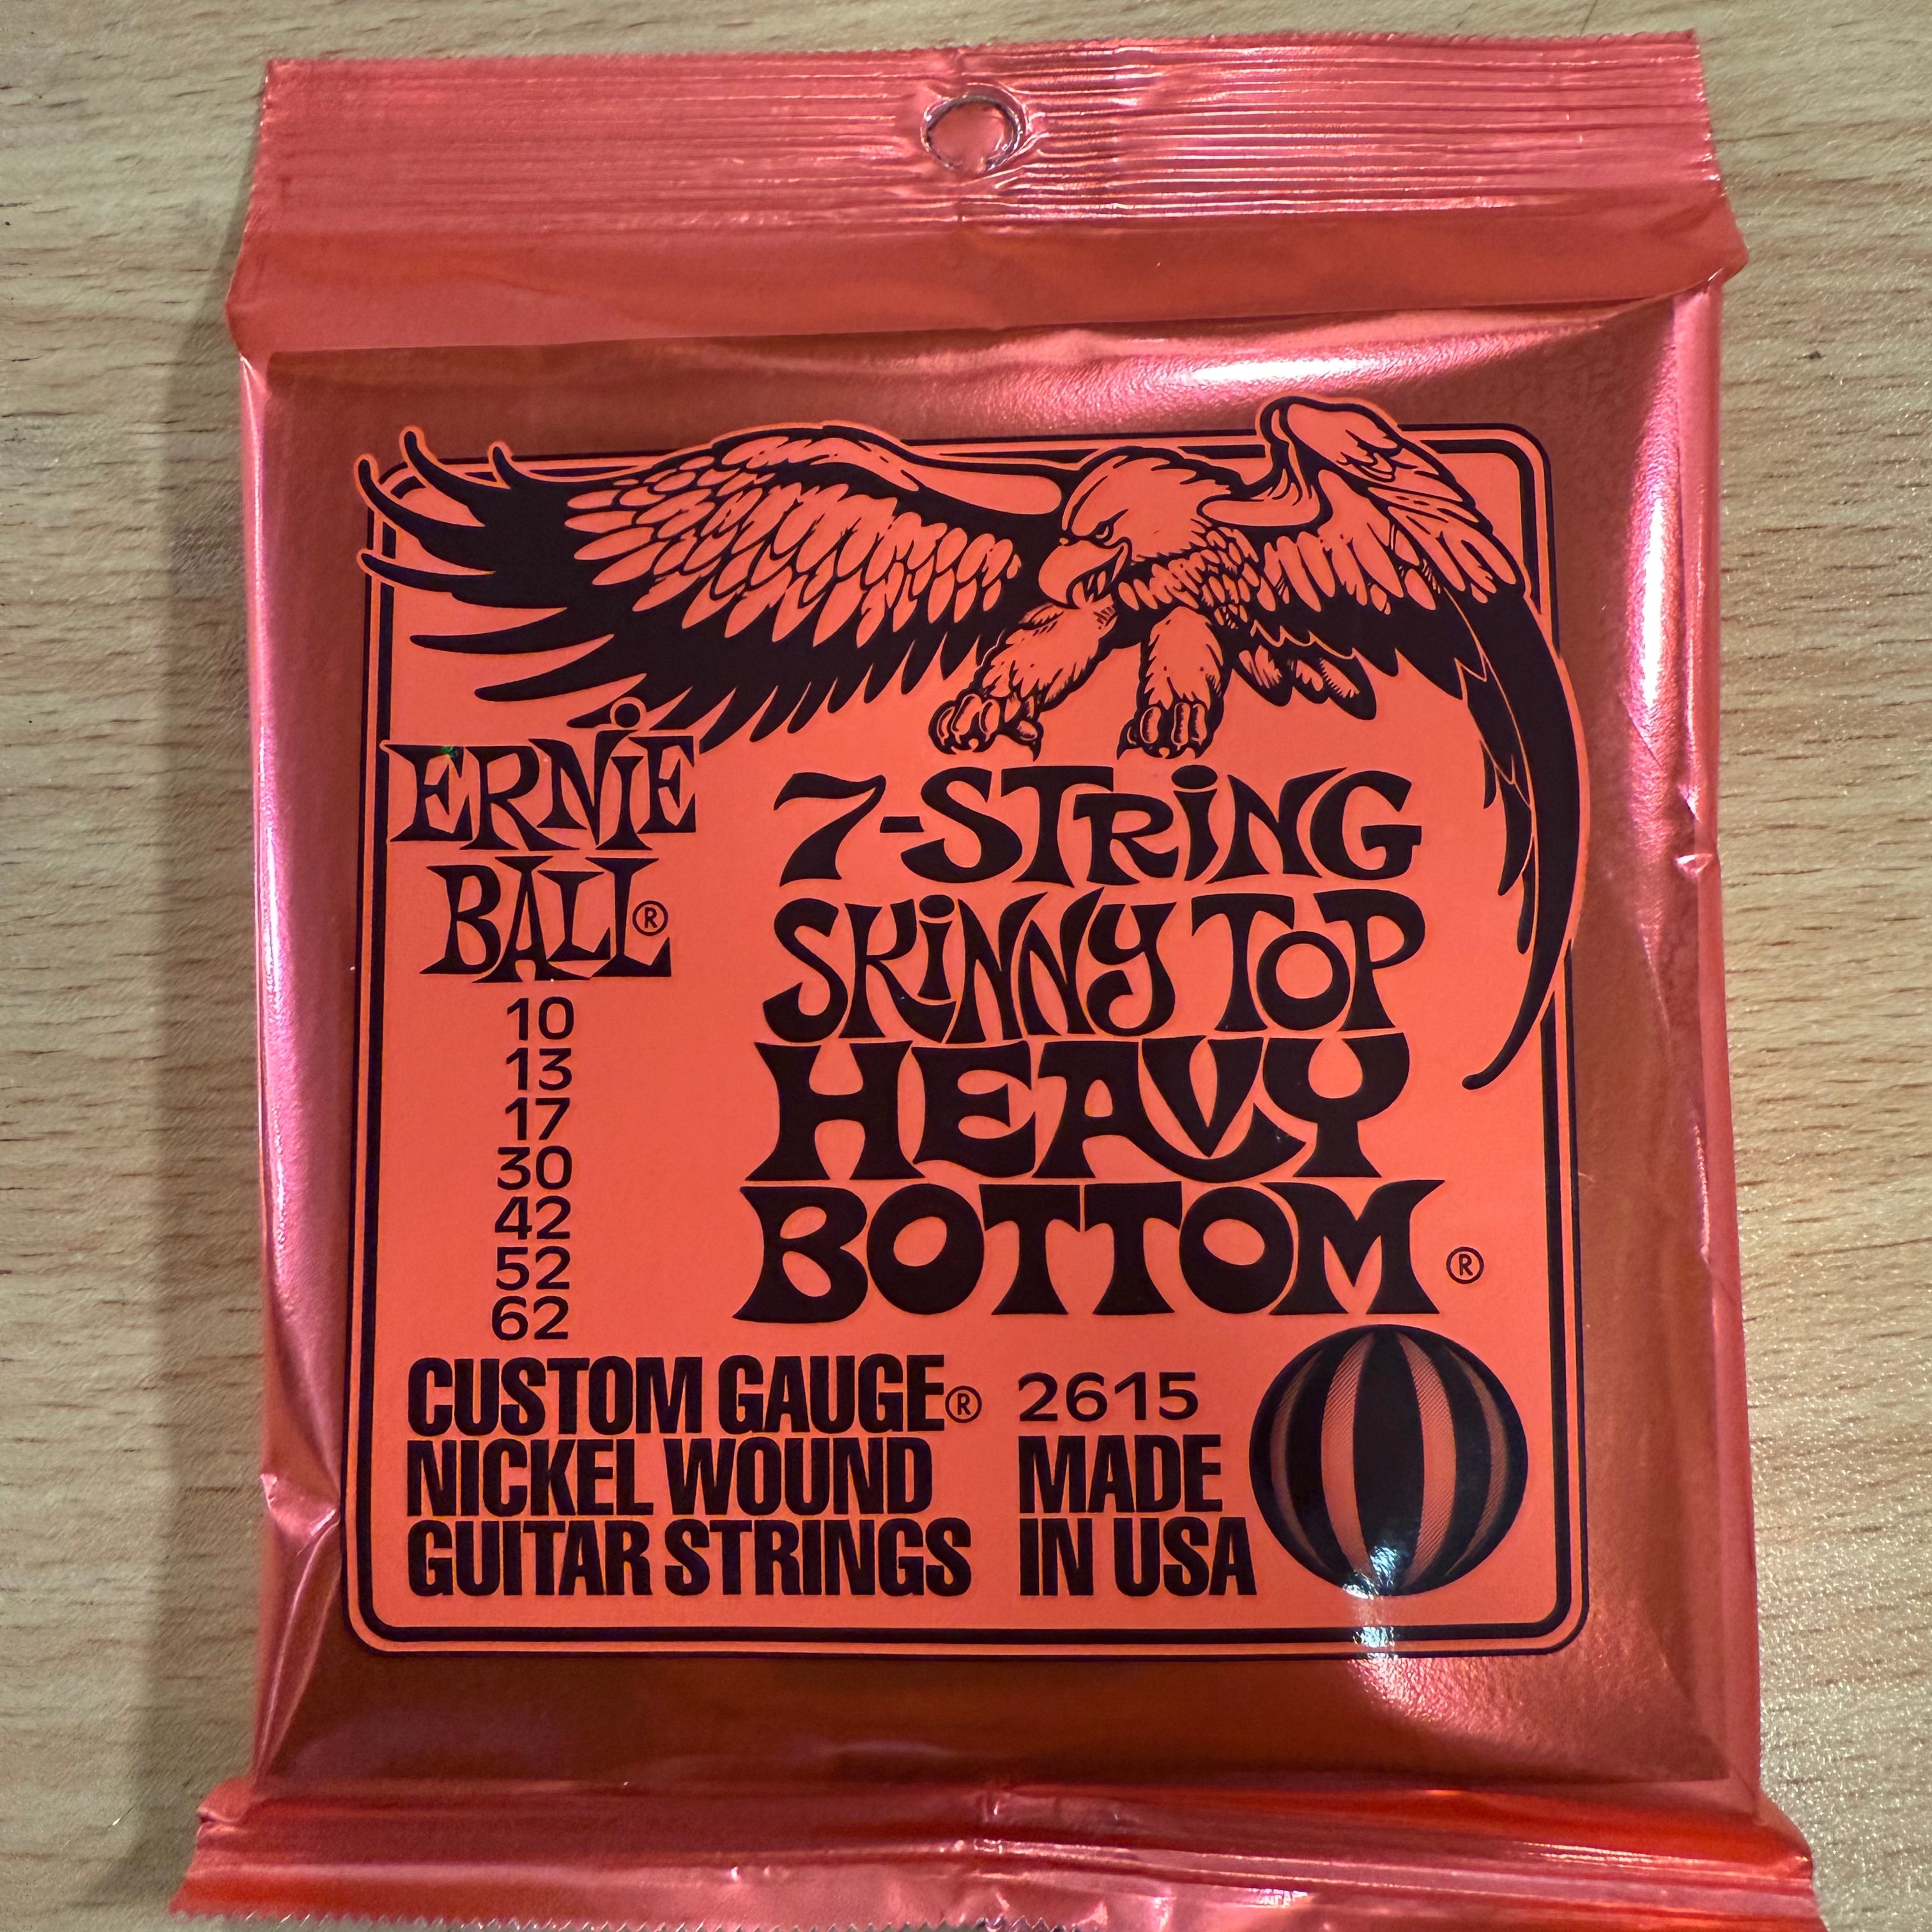 ERNiE
BALL®
10
13
17
30
42
52
62
7-STRiNG
SKiNNY TOP
HEAVY
BOTTOM®
CUSTOM GAUGE®
NICKEL WOUND
GUITAR STRINGS
2615
MADE
IN USA